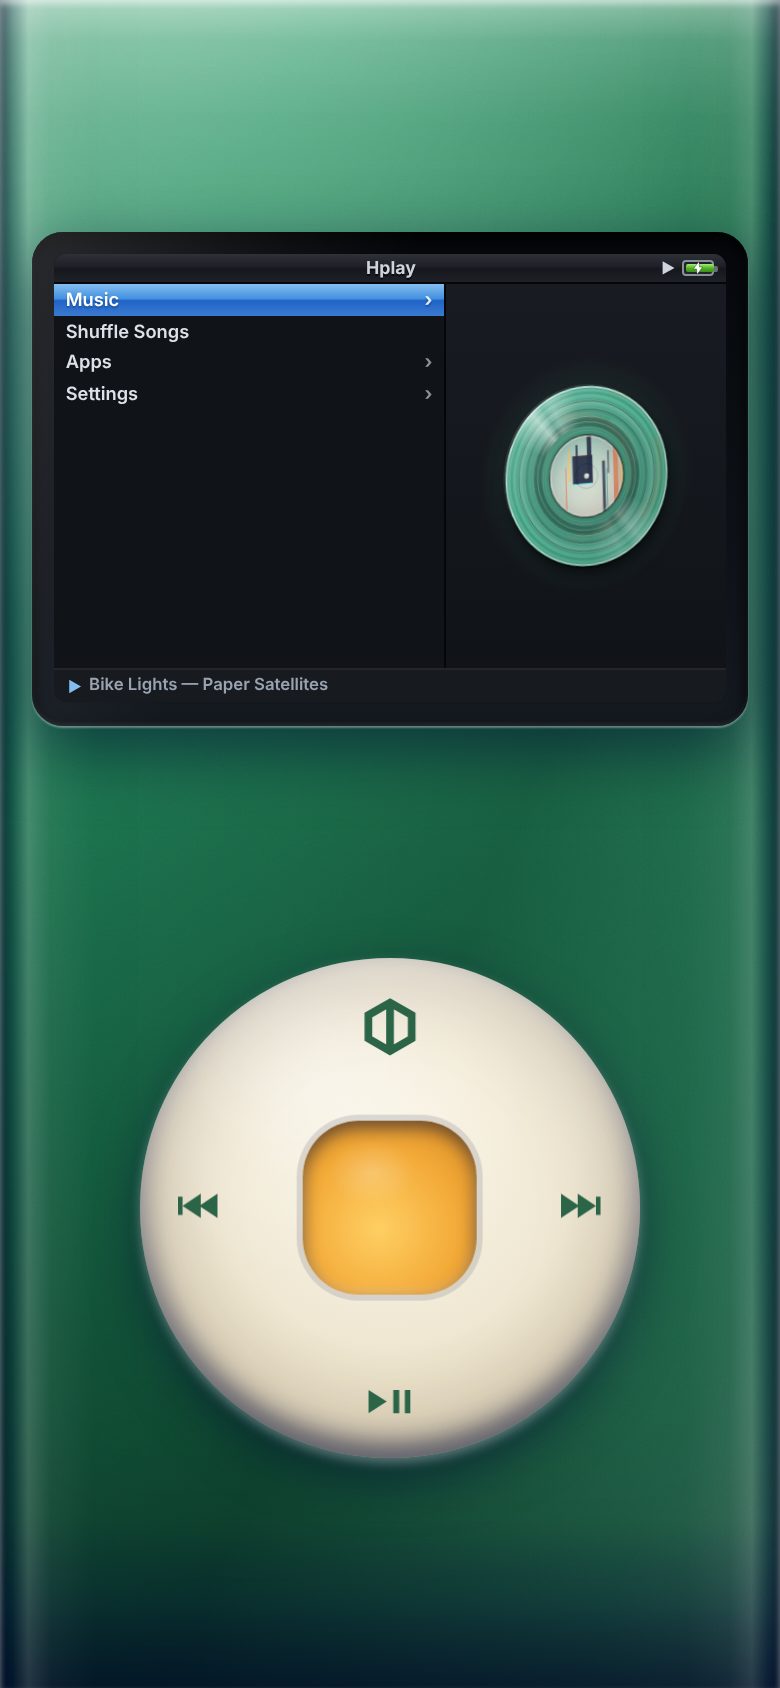 Hplay
Music
Shuffle Songs
Apps
Settings
Bike Lights — Paper Satellites